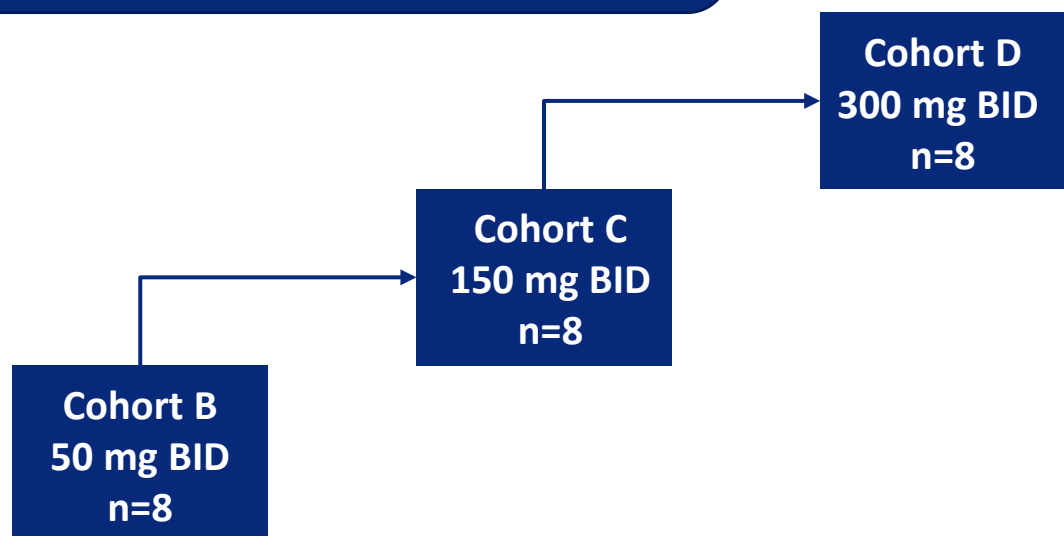 Cohort D
300 mg BID
n=8
Cohort C
150 mg BID
n=8
Cohort B
50 mg BID
n=8